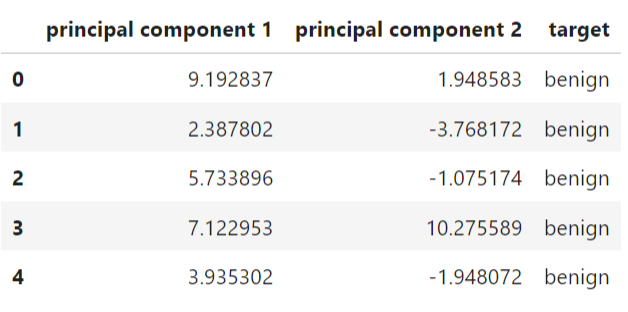 principal component 1 principal component 2 target
0 9.192837 1.948583 benign
1 2.387802 -3.768172 benign
2 5.733896 -1.075174 benign
3 7.122953 10.275589 benign
4 3.935302 -1.948072 benign